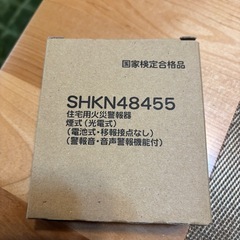 国家検定合格品
SHKN48455
住宅用火災警報器
煙式(光電式)
(電池式・移報接点なし)
(警報音・音声警報機能付)